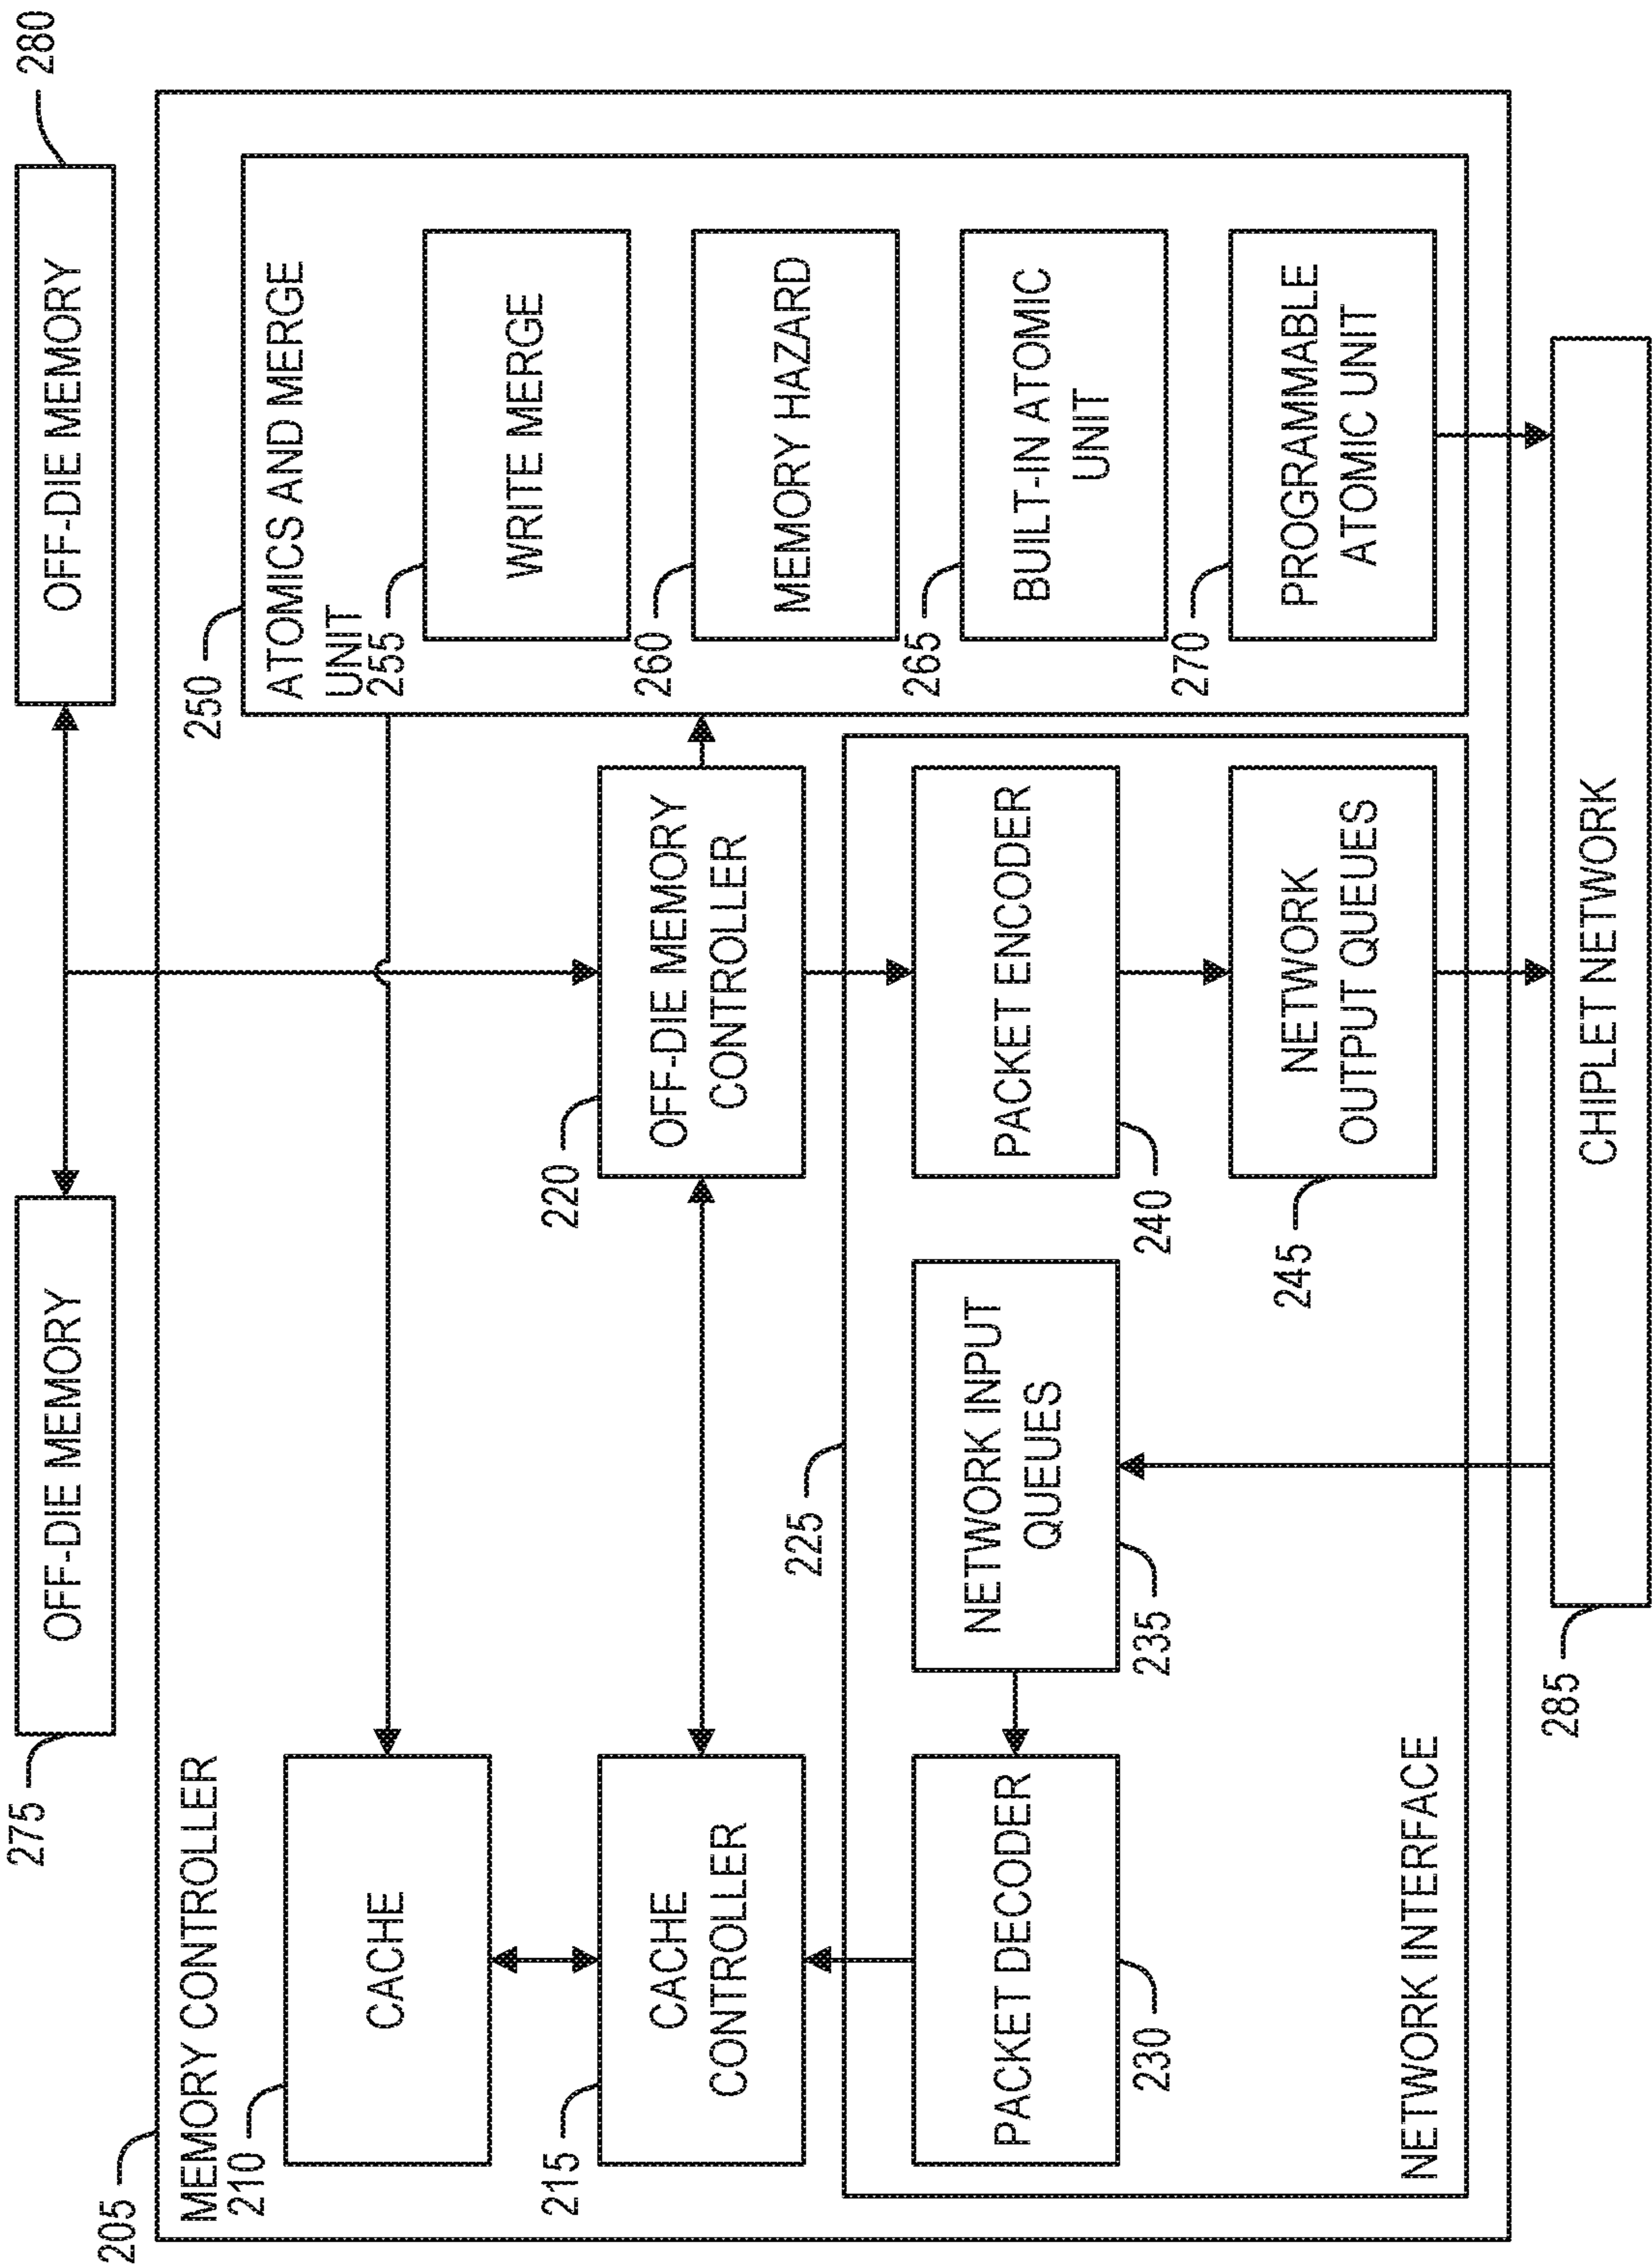 275
OFF-DIE MEMORY
OFF-DIE MEMORY
280
205
MEMORY CONTROLLER
210
CACHE
215
CACHE
CONTROLLER
220
OFF-DIE MEMORY
CONTROLLER
250
ATOMICS AND MERGE
UNIT
255
WRITE MERGE
260
MEMORY HAZARD
265
BUILT-IN ATOMIC
UNIT
270
PROGRAMMABLE
ATOMIC UNIT
225
PACKET DECODER
230
NETWORK INPUT
QUEUES
235
PACKET ENCODER
240
NETWORK
OUTPUT QUEUES
245
NETWORK INTERFACE
285
CHIPLET NETWORK